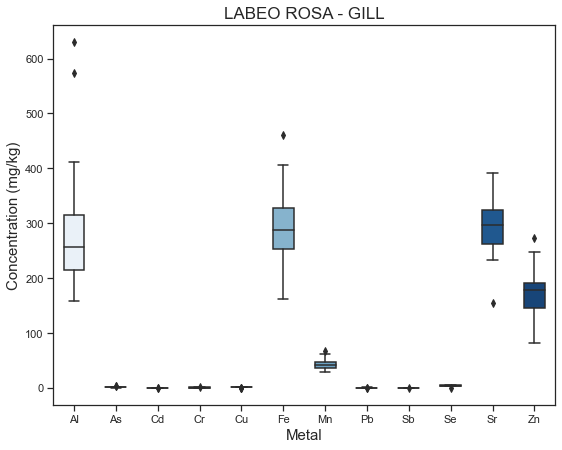 LABEO ROSA - GILL
Concentration (mg/kg)
600
500
400
300
200
100
0
Al As Cd Cr Cu Fe Mn Pb Sb Se Sr Zn
Metal